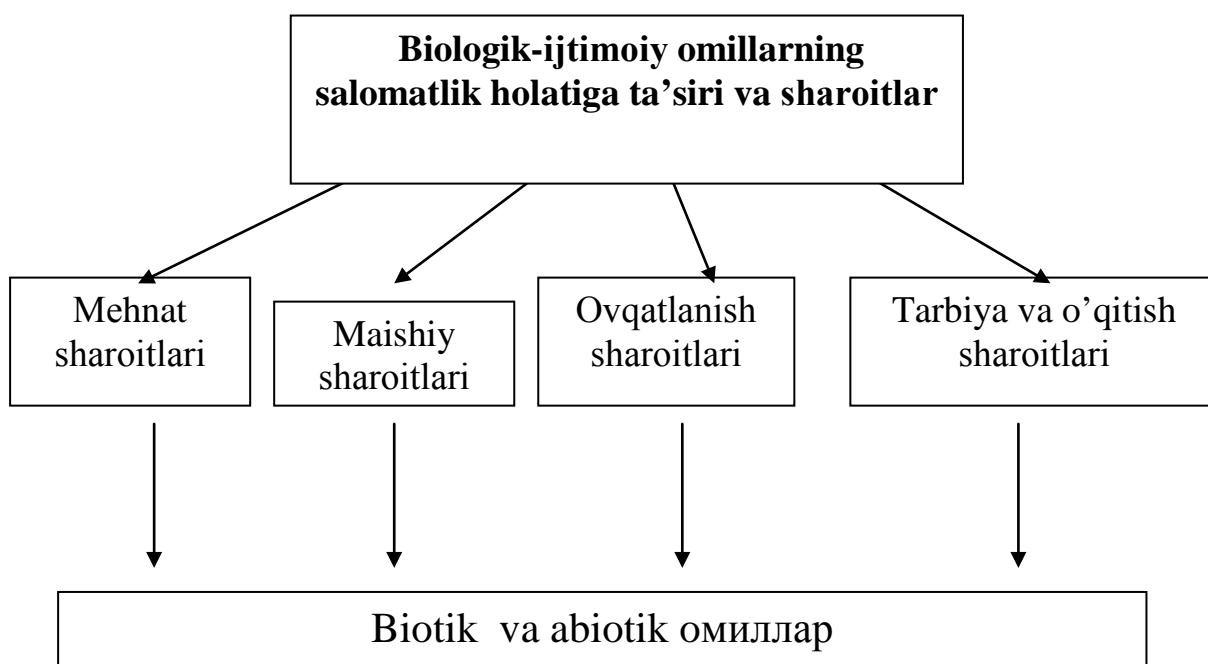 Biologik-ijtimoiy omillarning
salomatlik holatiga ta’siri va sharoitlar
Mehnat
sharoitlari
Maishiy
sharoitlari
Ovqatlanish
sharoitlari
Tarbiya va o’qitish
sharoitlari
Biotik va abiotik омиллар